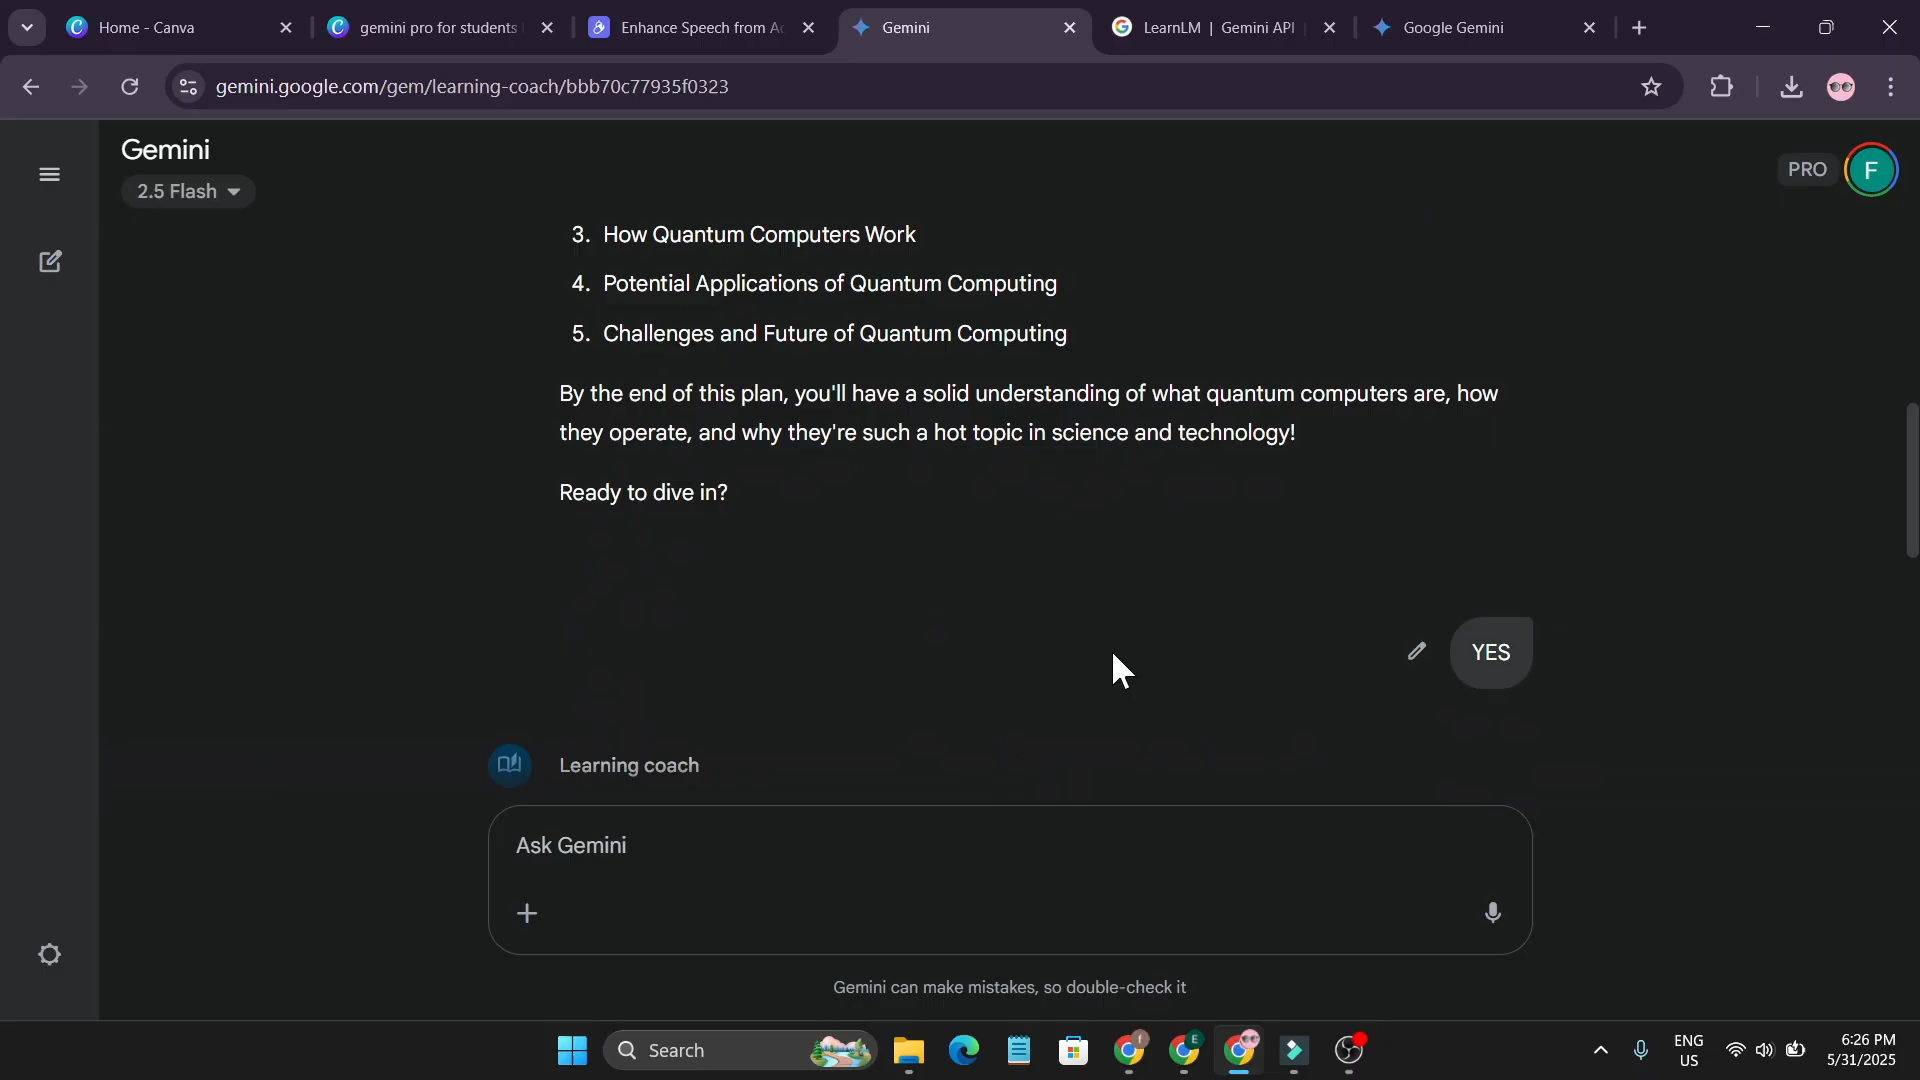 Home - Canva
gemini pro for students
Enhance Speech from Ac
Gemini
LearnLM | Gemini API
Google Gemini
gemini.google.com/gem/learning-coach/bbb70c77935f0323
Gemini
2.5 Flash
PRO
F
3. How Quantum Computers Work
4. Potential Applications of Quantum Computing
5. Challenges and Future of Quantum Computing
By the end of this plan, you'll have a solid understanding of what quantum computers are, how
they operate, and why they're such a hot topic in science and technology!
Ready to dive in?
YES
Learning coach
Ask Gemini
Gemini can make mistakes, so double-check it
Search
f
E
ENG
US
6:26 PM
5/31/2025